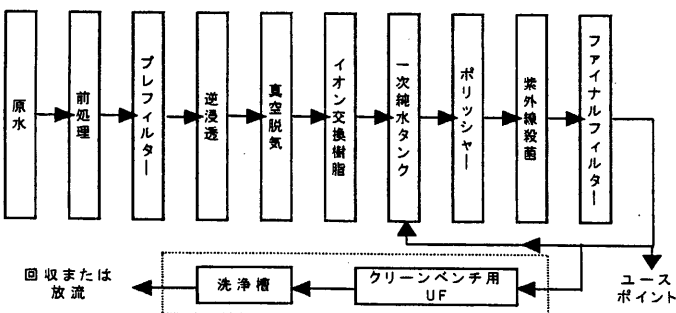 原水
前処理
プレフィルター
逆浸透
真空脱気
イオン交換樹脂
一次純水タンク
ポリッシャー
紫外線殺菌
ファイナルフィルター
回収または
放流
洗浄槽
クリーンベンチ用
UF
ユース
ポイント